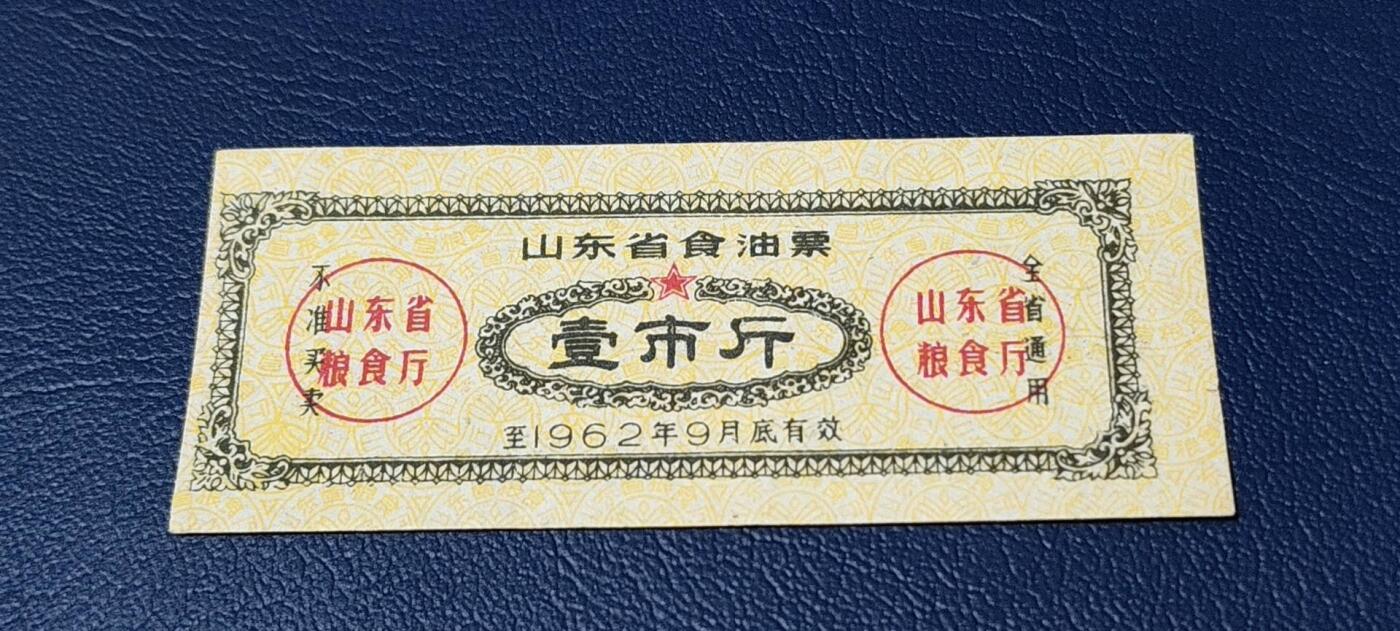 山东省食油票
壹市斤
至1962年9月底有效
不准买卖
全省通用
山东省
粮食厅
山东省
粮食厅